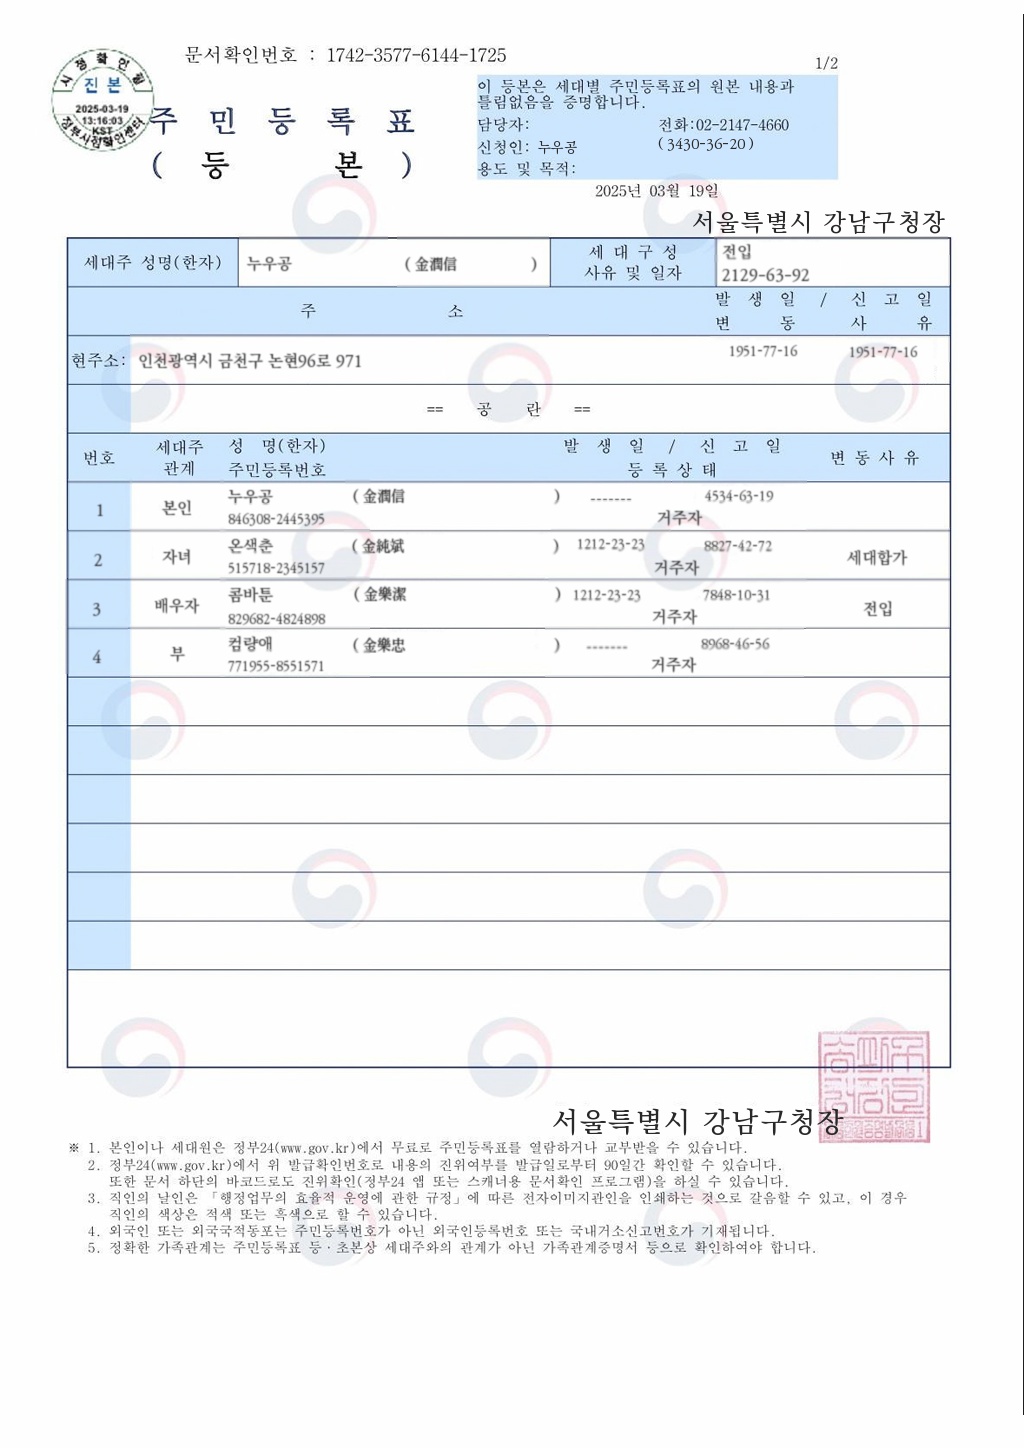 문서확인번호 : 1742-3577-6144-1725
1/2
시점확인필
진본
2025-03-19
13:16:03
KST
정부시점확인센터
주 민 등 록 표
( 등 본 )
이 등본은 세대별 주민등록표의 원본 내용과
틀림없음을 증명합니다.
담당자: 전화:02-2147-4660
신청인: 누우공 (3430-36-20)
용도 및 목적:
2025년 03월 19일
서울특별시 강남구청장
세대주 성명(한자) 누우공 (金潤信 ) 세 대 구 성 사유 및 일자 전입
2129-63-92
주 소 발 생 일 / 신 고 일
변 동 사 유
현주소: 인천광역시 금천구 논현96로 971 1951-77-16 1951-77-16
== 공 란 ==
번호 세대주 관계 성 명(한자) 주민등록번호 발 생 일 / 신 고 일 등 록 상 태 변 동 사 유
1 본인 누우공 (金潤信 ) ------- 4534-63-19
846308-2445395 거주자
2 자녀 온색춘 (金純斌 ) 1212-23-23 8827-42-72 세대합가
515718-2345157 거주자
3 배우자 콤바툰 (金樂潔 ) 1212-23-23 7848-10-31 전입
829682-4824898 거주자
4 부 컴량애 (金樂忠 ) ------- 8968-46-56
771955-8551571 거주자
서울특별시 강남구청장
※ 1. 본인이나 세대원은 정부24(www.gov.kr)에서 무료로 주민등록표를 열람하거나 교부받을 수 있습니다.
2. 정부24(www.gov.kr)에서 위 발급확인번호로 내용의 진위여부를 발급일로부터 90일간 확인할 수 있습니다.
또한 문서 하단의 바코드로도 진위확인(정부24 앱 또는 스캐너용 문서확인 프로그램)을 하실 수 있습니다.
3. 직인의 날인은 「행정업무의 효율적 운영에 관한 규정」에 따른 전자이미지관인을 인쇄하는 것으로 갈음할 수 있고, 이 경우
직인의 색상은 적색 또는 흑색으로 할 수 있습니다.
4. 외국인 또는 외국국적동포는 주민등록번호가 아닌 외국인등록번호 또는 국내거소신고번호가 기재됩니다.
5. 정확한 가족관계는 주민등록표 등·초본상 세대주와의 관계가 아닌 가족관계증명서 등으로 확인하여야 합니다.